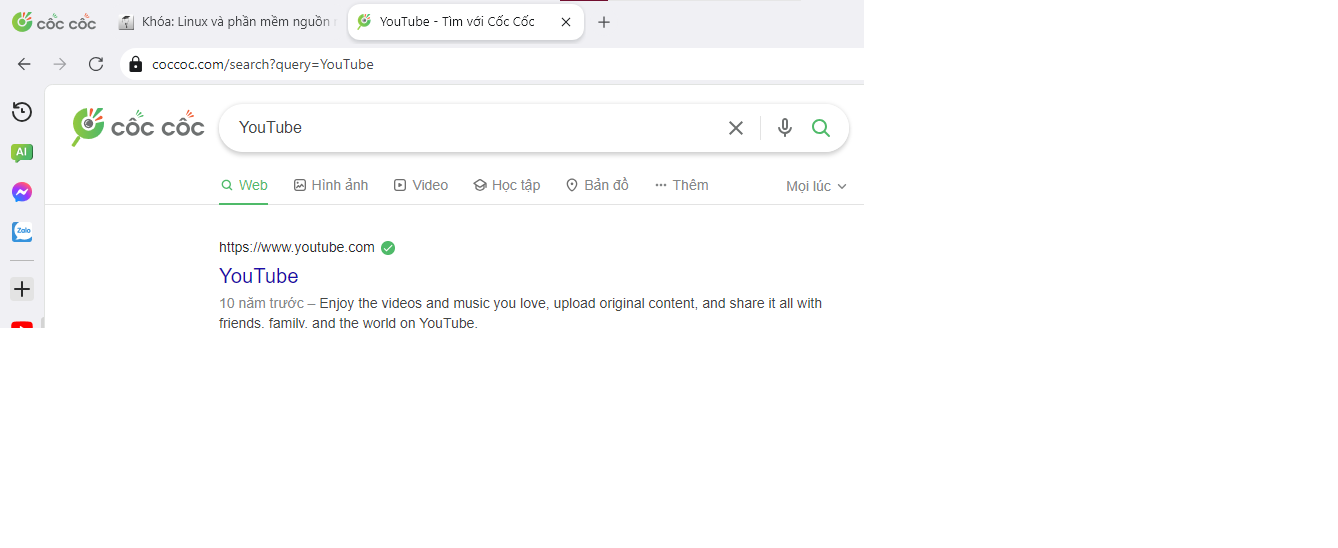 cốc cốc
Khóa: Linux và phần mềm nguồn
YouTube - Tìm với Cốc Cốc
coccoc.com/search?query=YouTube
AI
Zalo
cốc cốc
YouTube
Web
Hình ảnh
Video
Học tập
Bản đồ
Thêm
Mọi lúc
https://www.youtube.com
YouTube
10 năm trước – Enjoy the videos and music you love, upload original content, and share it all with
friends, family, and the world on YouTube.